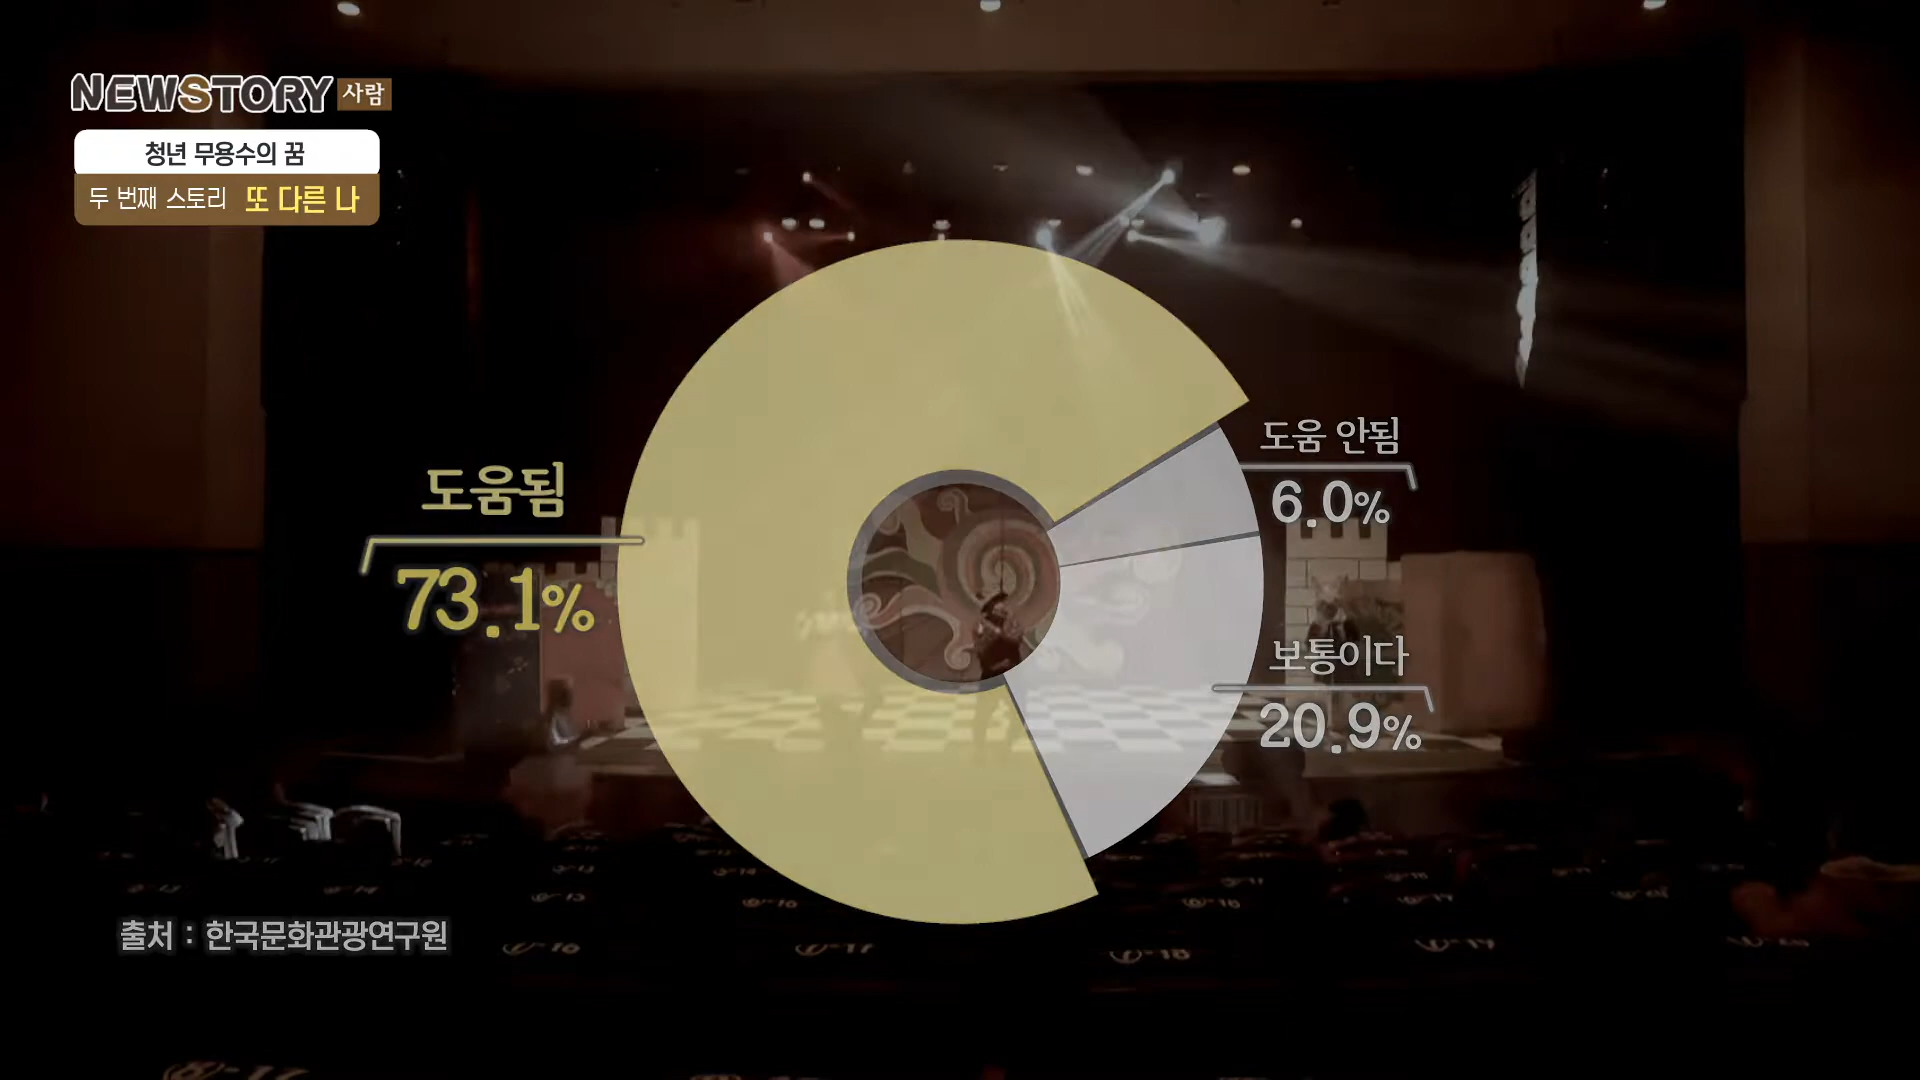 NEWSTORY 사람
청년 무용수의 꿈
두 번째 스토리 또 다른 나
도움 안됨
6.0%
도움됨
73.1%
보통이다
20.9%
출처 : 한국문화관광연구원